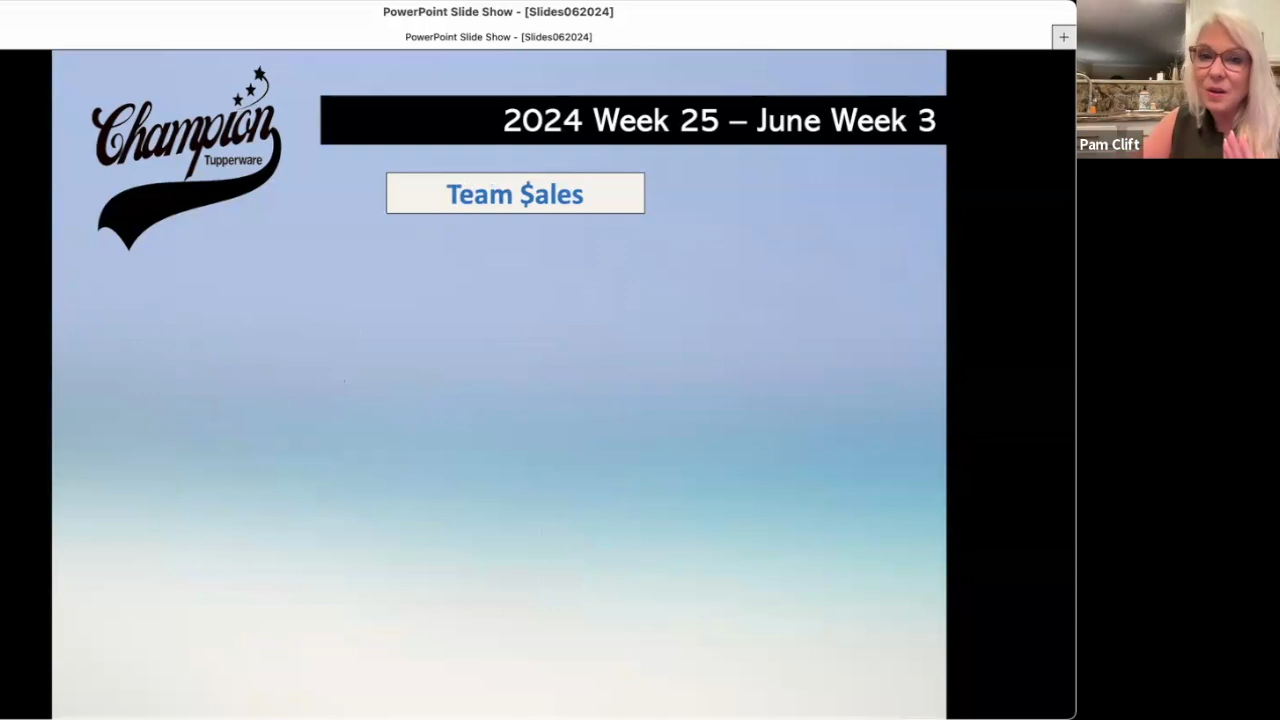 PowerPoint Slide Show - [Slides062024]
PowerPoint Slide Show - [Slides062024]
+
Champion
Tupperware
2024 Week 25 – June Week 3
Team $ales
Pam Clift